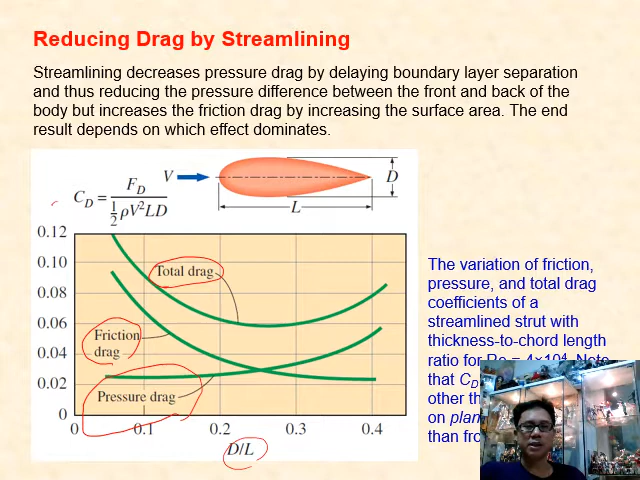 Reducing Drag by Streamlining
Streamlining decreases pressure drag by delaying boundary layer separation
and thus reducing the pressure difference between the front and back of the
body but increases the friction drag by increasing the surface area. The end
result depends on which effect dominates.
C_D = F_D / (½ρV²LD)
V
D
L
0.12
0.10
0.08
0.06
0.04
0.02
0
Total drag
Friction
drag
Pressure drag
0 0.1 0.2 0.3 0.4
D/L
The variation of friction,
pressure, and total drag
coefficients of a
streamlined strut with
thickness-to-chord length
ratio for Re = 4×10⁴. Note
that C_D
other
on
than